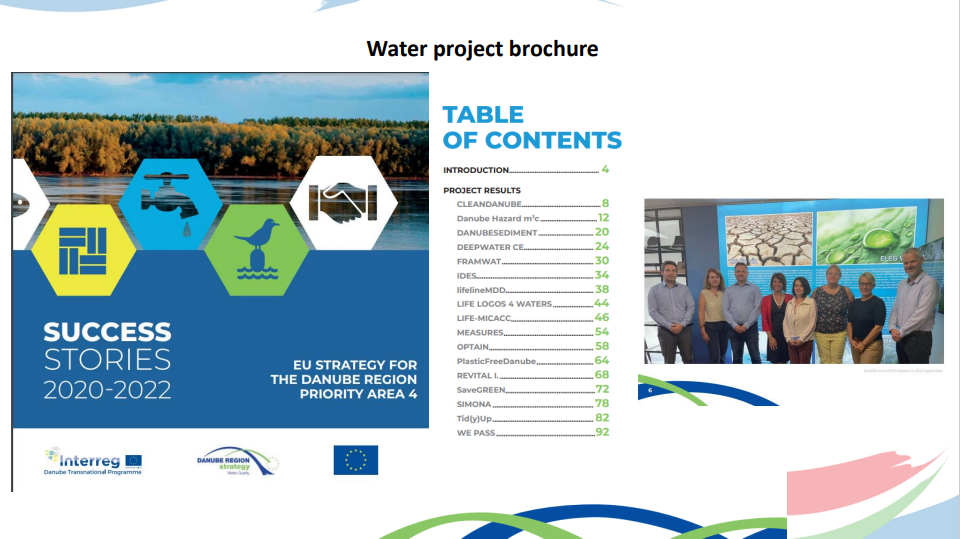 Water project brochure
SUCCESS
STORIES
2020-2022
EU STRATEGY FOR
THE DANUBE REGION
PRIORITY AREA 4
Interreg
Danube Transnational Programme
DANUBE REGION
strategy
Water Quality
TABLE
OF CONTENTS
INTRODUCTION 4
PROJECT RESULTS
CLEANDANUBE 8
Danube Hazard m³c 12
DANUBESEDIMENT 20
DEEPWATER CE 24
FRAMWAT 30
IDES 34
lifelineMDD 38
LIFE LOGOS 4 WATERS 44
LIFE-MICACC 46
MEASURES 54
OPTAIN 58
PlasticFreeDanube 64
REVITAL I. 68
SaveGREEN 72
SIMONA 78
Tid(y)Up 82
WE PASS 92
ELEG
6